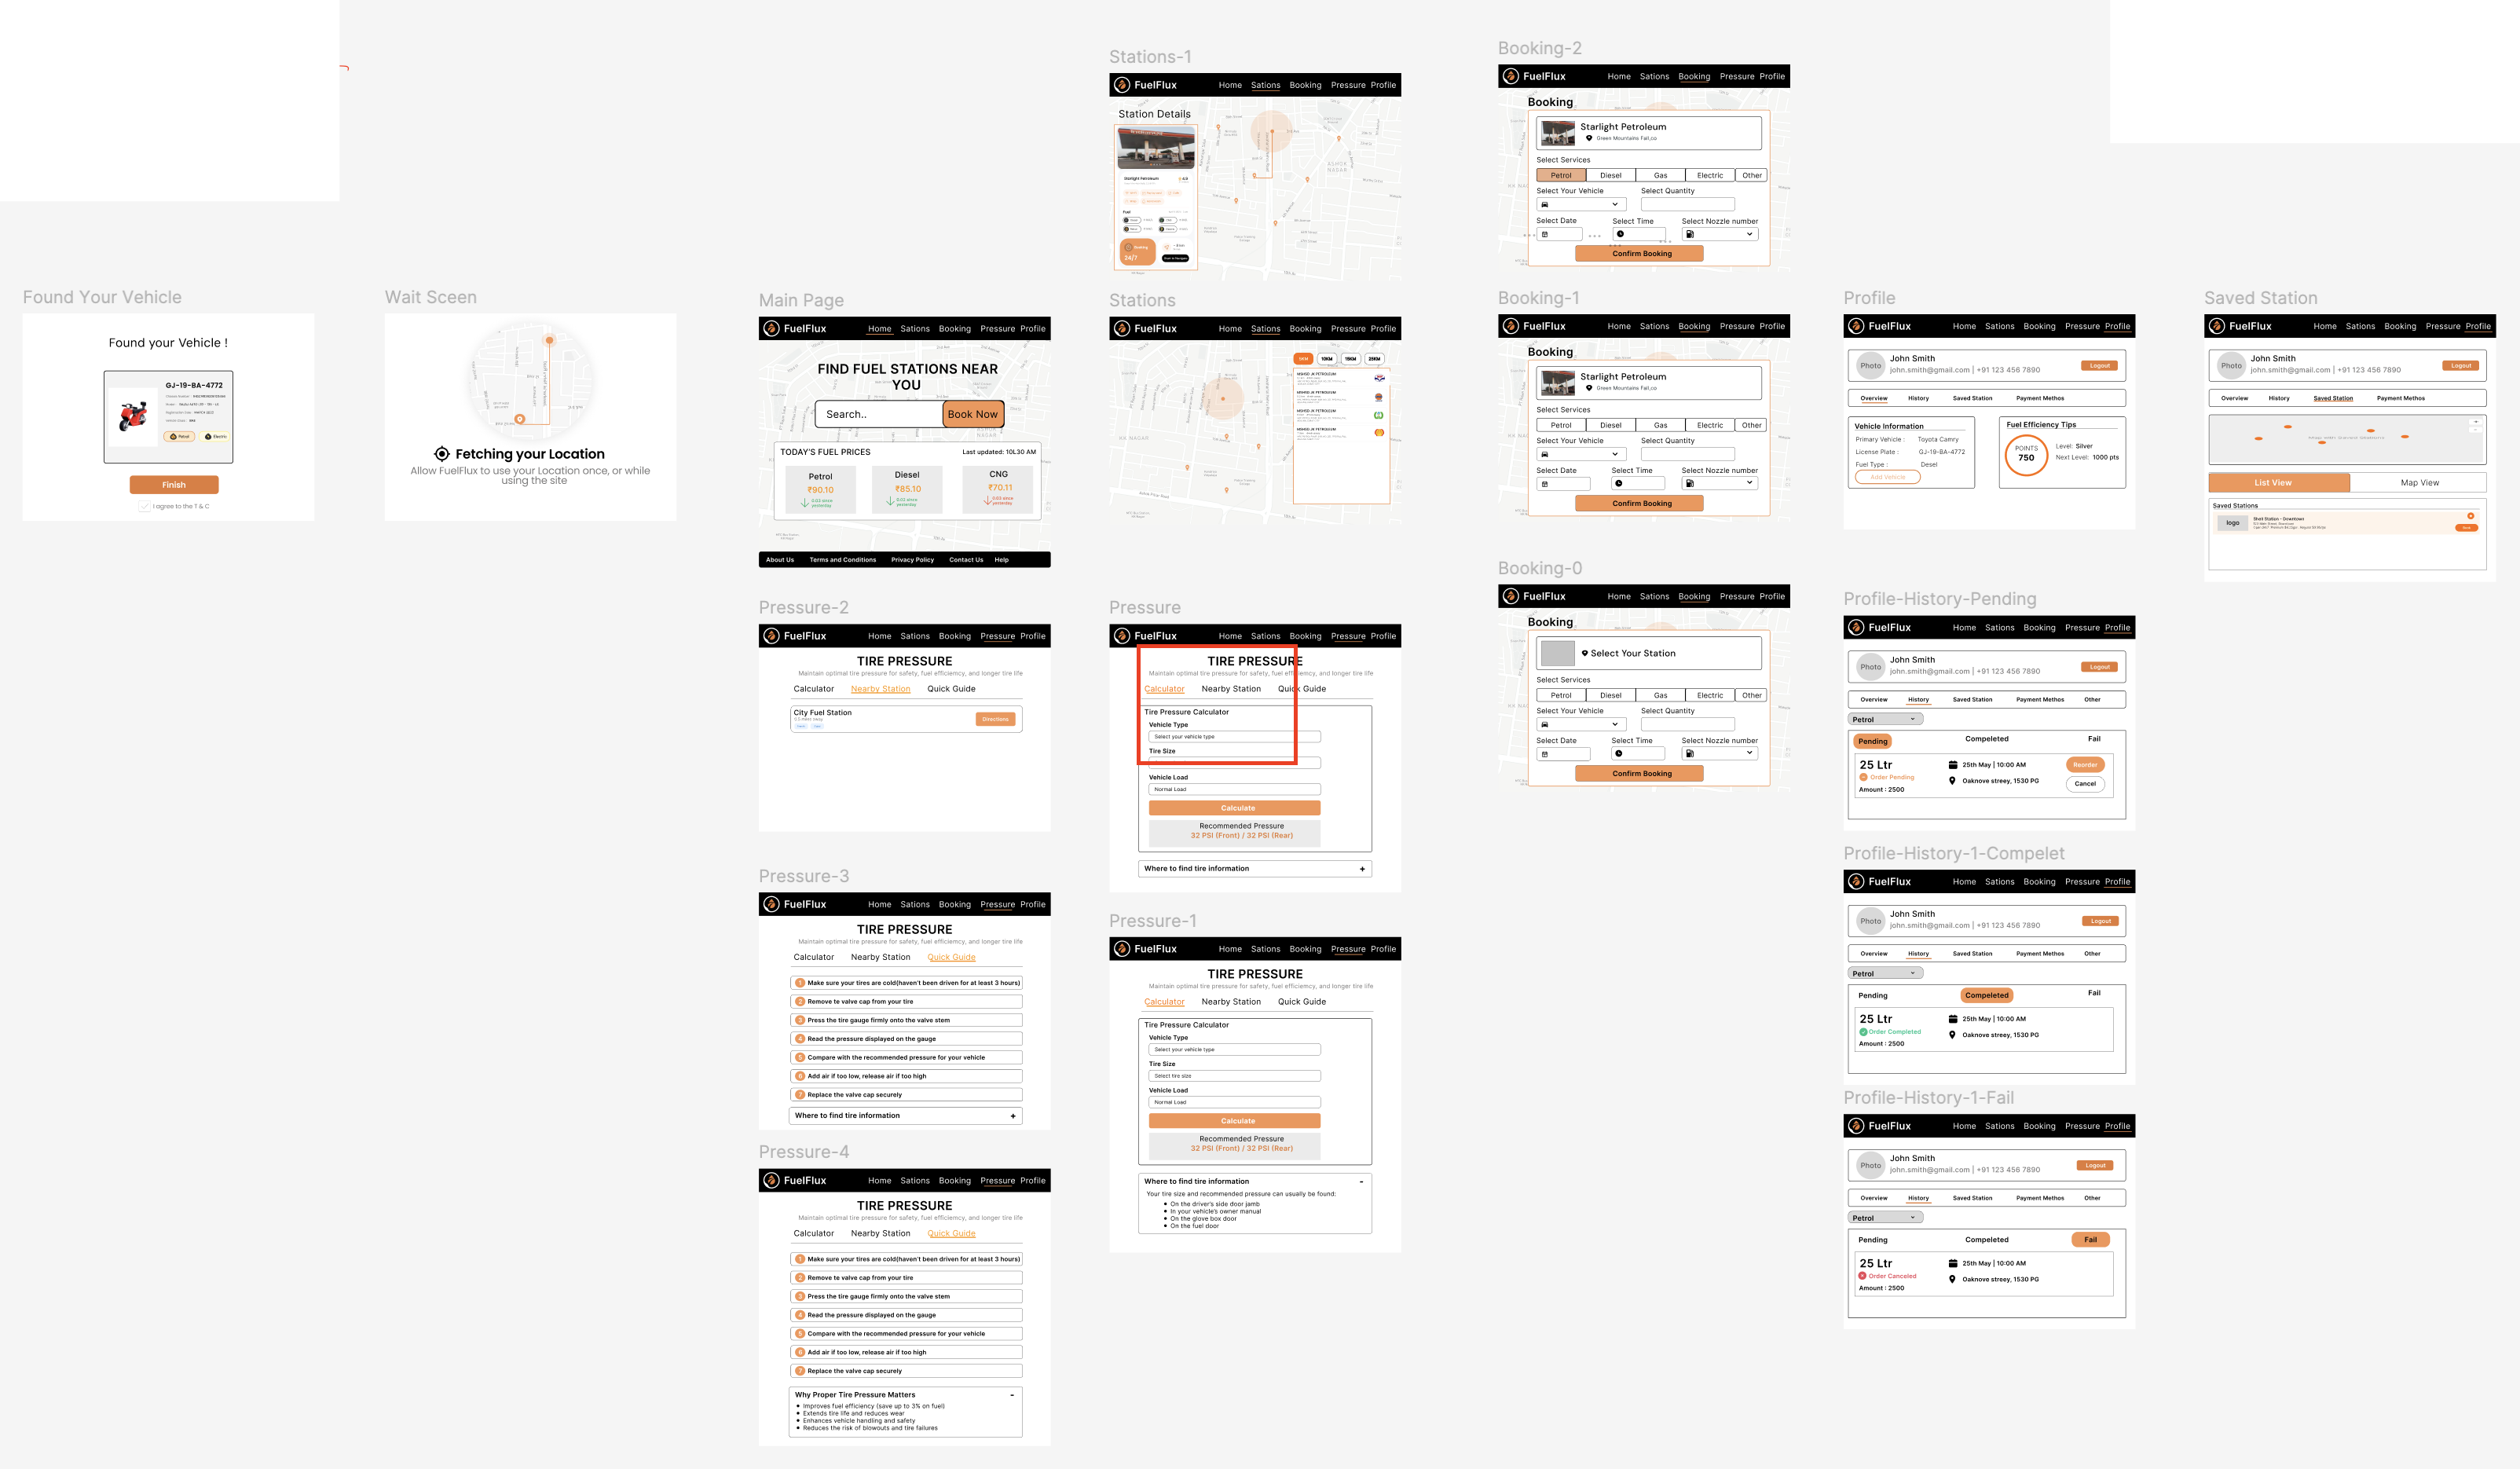 Stations-1
FuelFlux Home Sations Booking Pressure Profile
Station Details
Starlight Petroleum
Fuel
24/7
Booking-2
FuelFlux Home Sations Booking Pressure Profile
Booking
Starlight Petroleum
Green Mountains Fail,co
Select Services
Petrol Diesel Gas Electric Other
Select Your Vehicle Select Quantity
Select Date Select Time Select Nozzle number
Confirm Booking
Found Your Vehicle
Found your Vehicle !
GJ-19-BA-4772
Petrol Electric
Finish
I agree to the T & C
Wait Sceen
Fetching your Location
Allow FuelFlux to use your Location once, or while
using the site
Main Page
FuelFlux Home Sations Booking Pressure Profile
FIND FUEL STATIONS NEAR
YOU
Search.. Book Now
TODAY'S FUEL PRICES Last updated: 10L30 AM
Petrol Diesel CNG
₹90.10 ₹85.10 ₹70.11
0.03 since yesterday 0.03 since yesterday 0.03 since yesterday
About Us Terms and Conditions Privacy Policy Contact Us Help
Stations
FuelFlux Home Sations Booking Pressure Profile
5KM 10KM 15KM 25KM
Booking-1
FuelFlux Home Sations Booking Pressure Profile
Booking
Starlight Petroleum
Green Mountains Fail,co
Select Services
Petrol Diesel Gas Electric Other
Select Your Vehicle Select Quantity
Select Date Select Time Select Nozzle number
Confirm Booking
Profile
FuelFlux Home Sations Booking Pressure Profile
Photo John Smith Logout
john.smith@gmail.com | +91 123 456 7890
Overview History Saved Station Payment Methos
Vehicle Information
Primary Vehicle : Toyota Camry
License Plate : GJ-19-BA-4772
Fuel Type : Desel
Add Vehicle
Fuel Efficiency Tips
POINTS
750
Level: Silver
Next Level: 1000 pts
Saved Station
FuelFlux Home Sations Booking Pressure Profile
Photo John Smith Logout
john.smith@gmail.com | +91 123 456 7890
Overview History Saved Station Payment Methos
List View Map View
Saved Stations
logo Shell Station - Downtown
Booking-0
FuelFlux Home Sations Booking Pressure Profile
Booking
Select Your Station
Select Services
Petrol Diesel Gas Electric Other
Select Your Vehicle Select Quantity
Select Date Select Time Select Nozzle number
Confirm Booking
Pressure-2
FuelFlux Home Sations Booking Pressure Profile
TIRE PRESSURE
Maintain optimal tire pressure for safety, fuel efficiency, and longer tire life
Calculator Nearby Station Quick Guide
City Fuel Station
Directions
Pressure
FuelFlux Home Sations Booking Pressure Profile
TIRE PRESSURE
Maintain optimal tire pressure for safety, fuel efficiency, and longer tire life
Calculator Nearby Station Quick Guide
Tire Pressure Calculator
Vehicle Type
Select your vehicle type
Tire Size
Vehicle Load
Normal Load
Calculate
Recommended Pressure
32 PSI (Front) / 32 PSI (Rear)
Where to find tire information +
Profile-History-Pending
FuelFlux Home Sations Booking Pressure Profile
Photo John Smith Logout
john.smith@gmail.com | +91 123 456 7890
Overview History Saved Station Payment Methos Other
Petrol
Pending Compeleted Fail
25 Ltr 25th May | 10:00 AM Reorder
Order Pending Oaknove streey, 1530 PG Cancel
Amount : 2500
Pressure-3
FuelFlux Home Sations Booking Pressure Profile
TIRE PRESSURE
Maintain optimal tire pressure for safety, fuel efficiency, and longer tire life
Calculator Nearby Station Quick Guide
1 Make sure your tires are cold(haven't been driven for at least 3 hours)
2 Remove te valve cap from your tire
3 Press the tire gauge firmly onto the valve stem
4 Read the pressure displayed on the gauge
5 Compare with the recommended pressure for your vehicle
6 Add air if too low, release air if too high
7 Replace the valve cap securely
Where to find tire information +
Pressure-1
FuelFlux Home Sations Booking Pressure Profile
TIRE PRESSURE
Maintain optimal tire pressure for safety, fuel efficiency, and longer tire life
Calculator Nearby Station Quick Guide
Tire Pressure Calculator
Vehicle Type
Select your vehicle type
Tire Size
Select tire size
Vehicle Load
Normal Load
Calculate
Recommended Pressure
32 PSI (Front) / 32 PSI (Rear)
Where to find tire information -
Your tire size and recommended pressure can usually be found:
• On the driver's side door jamb
• In your vehicle's owner manual
• On the glove box door
• On the fuel door
Profile-History-1-Compelet
FuelFlux Home Sations Booking Pressure Profile
Photo John Smith Logout
john.smith@gmail.com | +91 123 456 7890
Overview History Saved Station Payment Methos Other
Petrol
Pending Compeleted Fail
25 Ltr 25th May | 10:00 AM
Order Completed Oaknove streey, 1530 PG
Amount : 2500
Pressure-4
FuelFlux Home Sations Booking Pressure Profile
TIRE PRESSURE
Maintain optimal tire pressure for safety, fuel efficiency, and longer tire life
Calculator Nearby Station Quick Guide
1 Make sure your tires are cold(haven't been driven for at least 3 hours)
2 Remove te valve cap from your tire
3 Press the tire gauge firmly onto the valve stem
4 Read the pressure displayed on the gauge
5 Compare with the recommended pressure for your vehicle
6 Add air if too low, release air if too high
7 Replace the valve cap securely
Why Proper Tire Pressure Matters -
• Improves fuel efficiency (save up to 3% on fuel)
• Extends tire life and reduces wear
• Enhances vehicle handling and safety
• Reduces the risk of blowouts and tire failures
Profile-History-1-Fail
FuelFlux Home Sations Booking Pressure Profile
Photo John Smith Logout
john.smith@gmail.com | +91 123 456 7890
Overview History Saved Station Payment Methos Other
Petrol
Pending Compeleted Fail
25 Ltr 25th May | 10:00 AM
Order Canceled Oaknove streey, 1530 PG
Amount : 2500